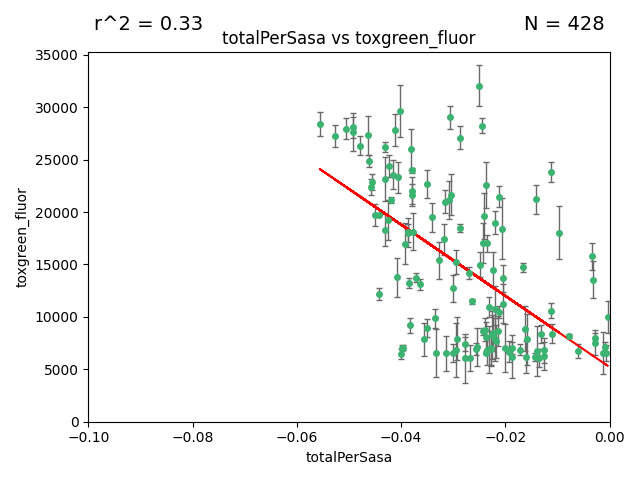 r^2 = 0.33
N = 428
totalPerSasa vs toxgreen_fluor
35000
30000
25000
20000
15000
10000
5000
0
toxgreen_fluor
−0.10
−0.08
−0.06
−0.04
−0.02
0.00
totalPerSasa